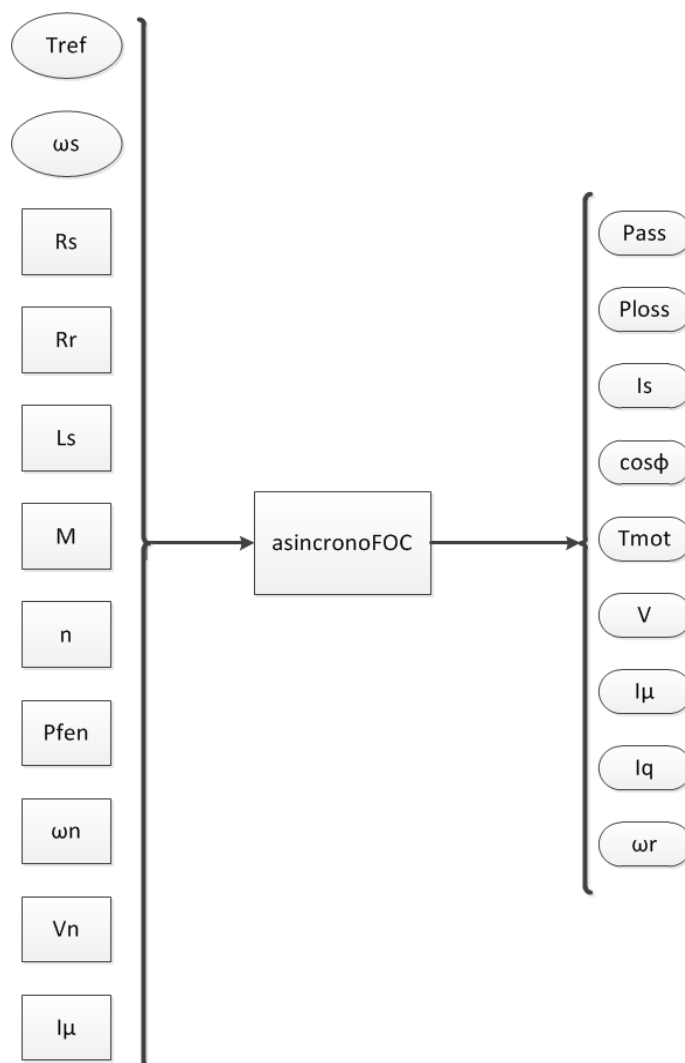 Tref
ωs
Rs
Rr
Ls
M
n
Pfen
ωn
Vn
Iμ
asincronoFOC
Pass
Ploss
Is
cosϕ
Tmot
V
Iμ
Iq
ωr